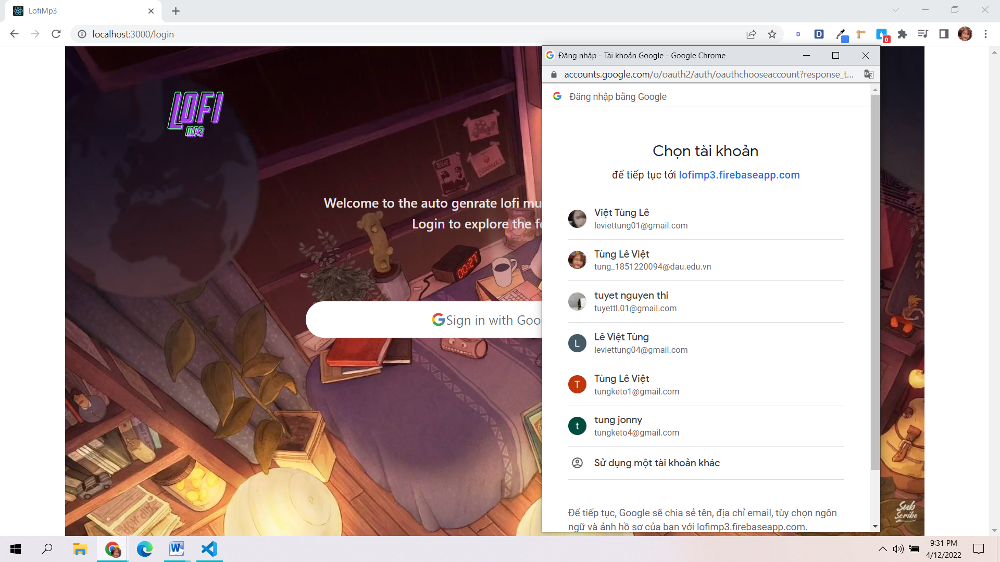 LofiMp3
localhost:3000/login
B
D
0
Đăng nhập - Tài khoản Google - Google Chrome
accounts.google.com/o/oauth2/auth/oauthchooseaccount?response_t...
Đăng nhập bằng Google
LOFI
MP3
I
BANANAS
Chọn tài khoản
để tiếp tục tới lofimp3.firebaseapp.com
Welcome to the auto genrate lofi mu
Login to explore the fe
00:27
Sign in with Goo
Việt Tùng Lê
leviettung01@gmail.com
Tùng Lê Việt
tung_1851220094@dau.edu.vn
tuyet nguyen thi
tuyettl.01@gmail.com
L
Lê Việt Tùng
leviettung04@gmail.com
T
Tùng Lê Việt
tungketo1@gmail.com
t
tung jonny
tungketo4@gmail.com
Sử dụng một tài khoản khác
Để tiếp tục, Google sẽ chia sẻ tên, địa chỉ email, tùy chọn ngôn
ngữ và ảnh hồ sơ của bạn với lofimp3.firebaseapp.com.
Sub
Scribe
9:31 PM
4/12/2022